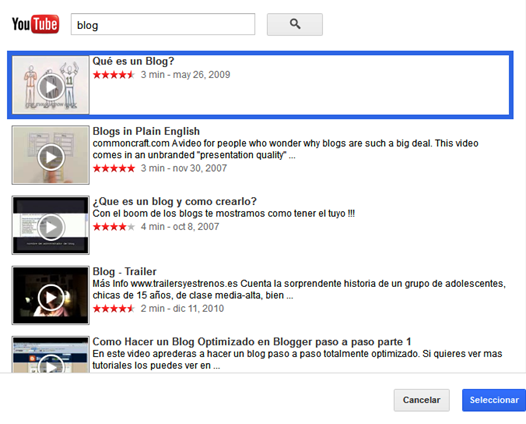 YouTube blog
Qué es un Blog?
3 min - may 26, 2009
Blogs in Plain English
commoncraft.com A video for people who wonder why blogs are such a big deal. This video
comes in an unbranded "presentation quality" ...
3 min - nov 30, 2007
¿Que es un blog y como crearlo?
Con el boom de los blogs te mostramos como tener el tuyo !!!
4 min - oct 8, 2007
Blog - Trailer
Más Info www.trailersyestrenos.es Cuenta la sorprendente historia de un grupo de adolescentes,
chicas de 15 años, de clase media-alta, bien ...
2 min - dic 11, 2010
Como Hacer un Blog Optimizado en Blogger paso a paso parte 1
En este video aprederas a hacer un blog paso a paso totalmente optimizado. Si quieres ver mas
tutoriales los puedes ver en ...
Cancelar Seleccionar